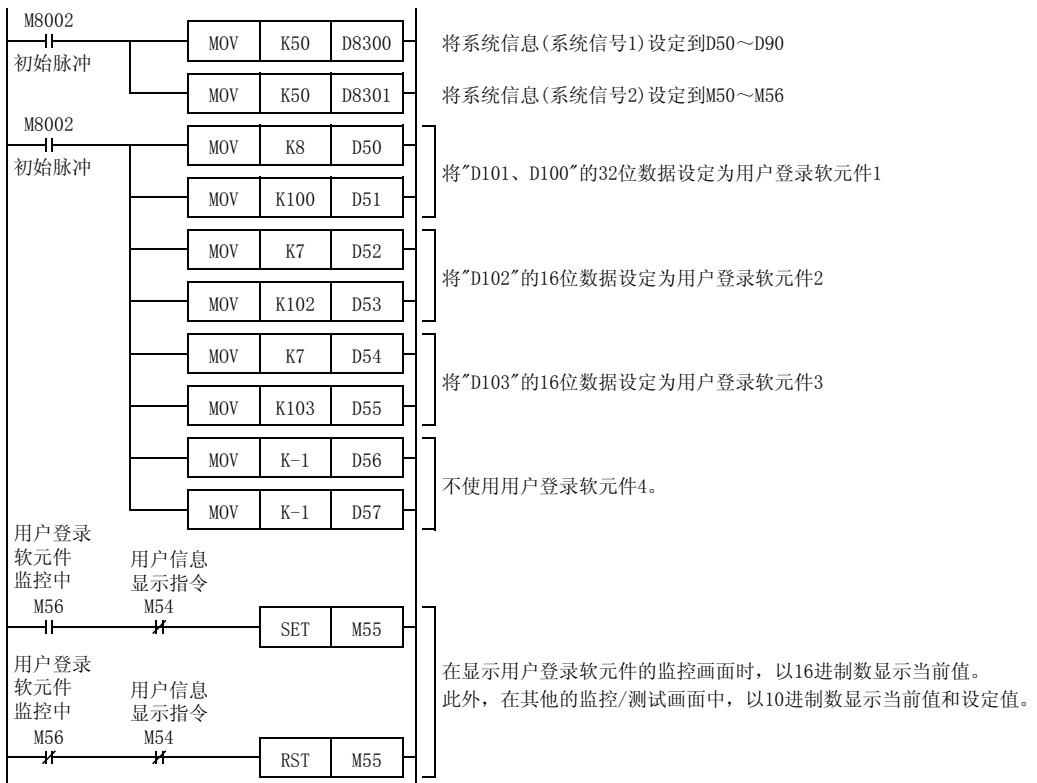 M8002
初始脉冲
MOV K50 D8300
将系统信息(系统信号1)设定到D50～D90
MOV K50 D8301
将系统信息(系统信号2)设定到M50～M56
M8002
初始脉冲
MOV K8 D50
将"D101、D100"的32位数据设定为用户登录软元件1
MOV K100 D51
MOV K7 D52
将"D102"的16位数据设定为用户登录软元件2
MOV K102 D53
MOV K7 D54
将"D103"的16位数据设定为用户登录软元件3
MOV K103 D55
MOV K-1 D56
不使用用户登录软元件4。
MOV K-1 D57
用户登录
软元件
监控中
M56
用户信息
显示指令
M54
SET M55
在显示用户登录软元件的监控画面时，以16进制数显示当前值。
此外，在其他的监控/测试画面中，以10进制数显示当前值和设定值。
用户登录
软元件
监控中
M56
用户信息
显示指令
M54
RST M55